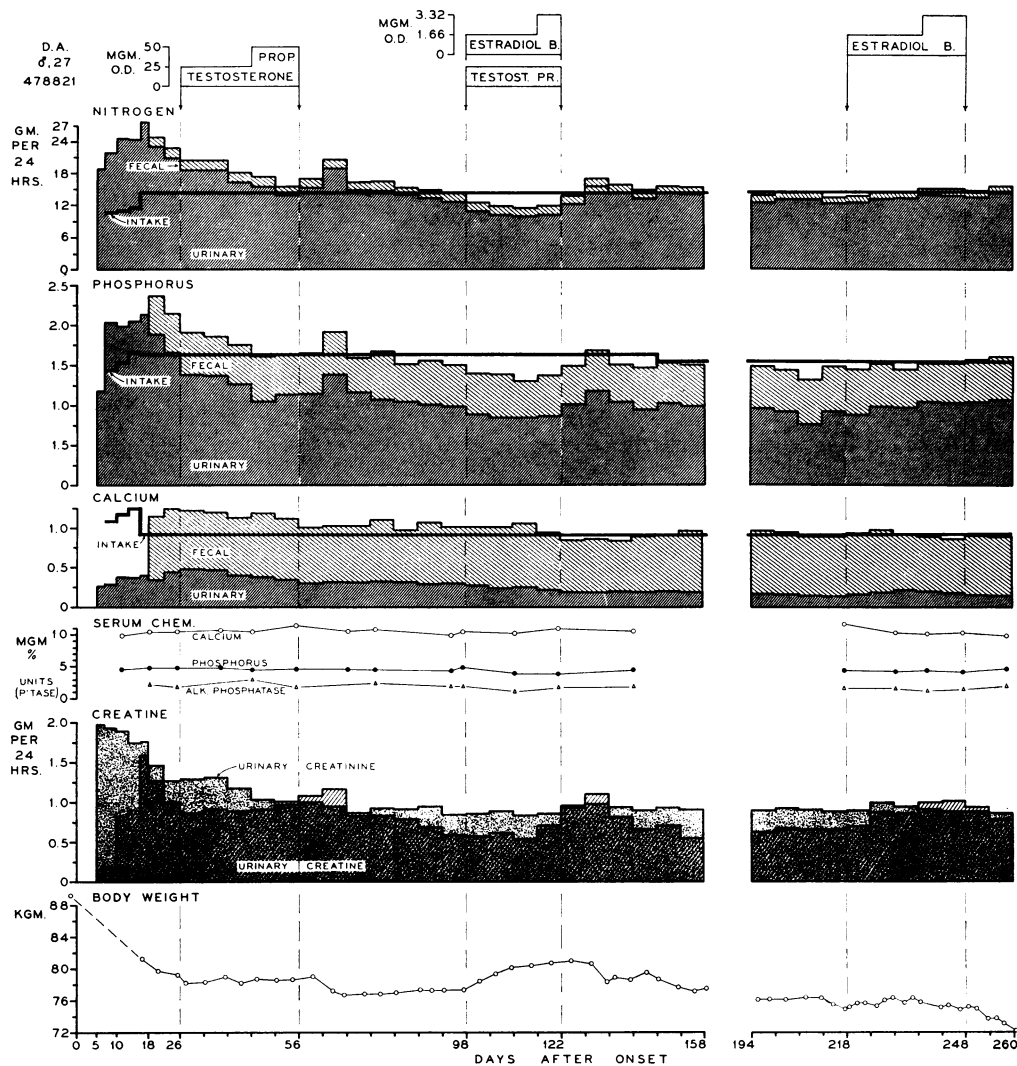 D.A.
♂,27
478821
MGM. O.D.
50
25
0
PROP.
TESTOSTERONE
MGM. O.D.
3.32
1.66
0
ESTRADIOL B.
TESTOST. PR.
ESTRADIOL B.
NITROGEN
GM. PER 24 HRS.
27
24
18
12
6
0
FECAL
INTAKE
URINARY
PHOSPHORUS
2.5
2.0
1.5
1.0
1.5
0
FECAL
INTAKE
URINARY
CALCIUM
1.0
0.5
0
INTAKE
FECAL
URINARY
SERUM CHEM.
MGM %
UNITS (P'TASE)
10
5
0
CALCIUM
PHOSPHORUS
ALK. PHOSPHATASE
CREATINE
GM PER 24 HRS.
2.0
1.5
1.0
0.5
0
URINARY CREATININE
URINARY CREATINE
BODY WEIGHT
KGM.
88
84
80
76
72
0 5 10 18 26 56 98 122 158 194 218 248 260
DAYS AFTER ONSET